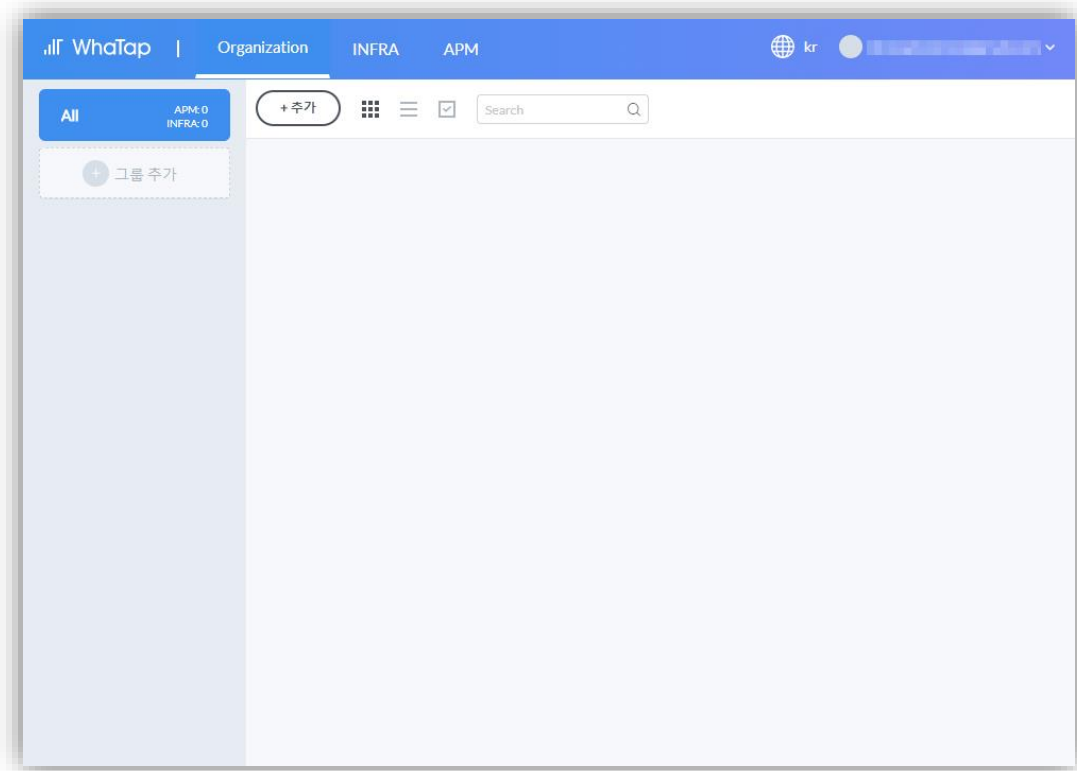 WhaTap | Organization INFRA APM kr
All APM: 0
INFRA: 0
+ 추가 Search
+ 그룹 추가